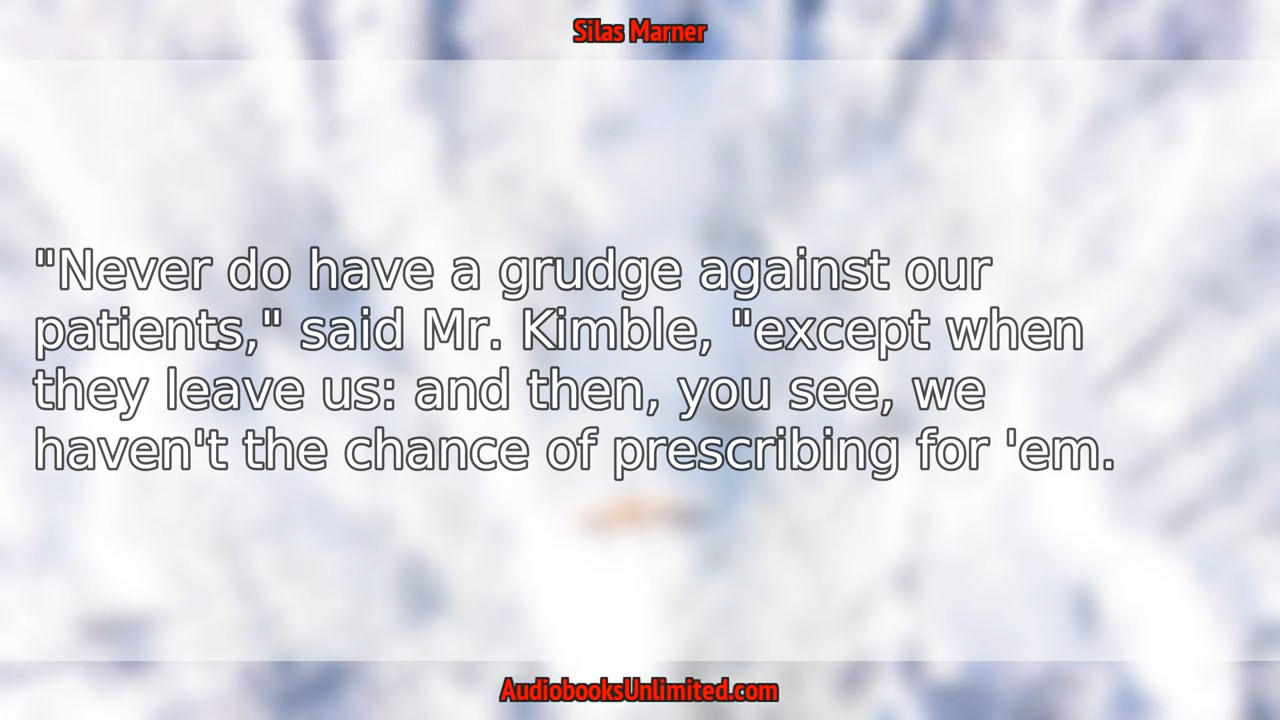 Silas Marner
"Never do have a grudge against our
patients," said Mr. Kimble, "except when
they leave us: and then, you see, we
haven't the chance of prescribing for 'em.
AudiobooksUnlimited.com